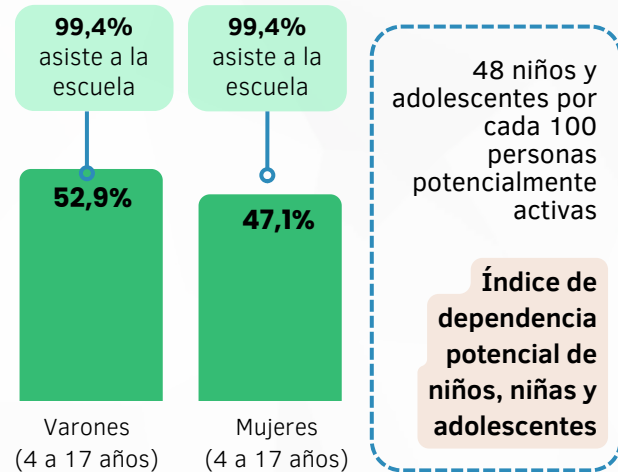 99,4%
asiste a la
escuela
52,9%
Varones
(4 a 17 años)
99,4%
asiste a la
escuela
47,1%
Mujeres
(4 a 17 años)
48 niños y
adolescentes por
cada 100
personas
potencialmente
activas
Índice de
dependencia
potencial de
niños, niñas y
adolescentes